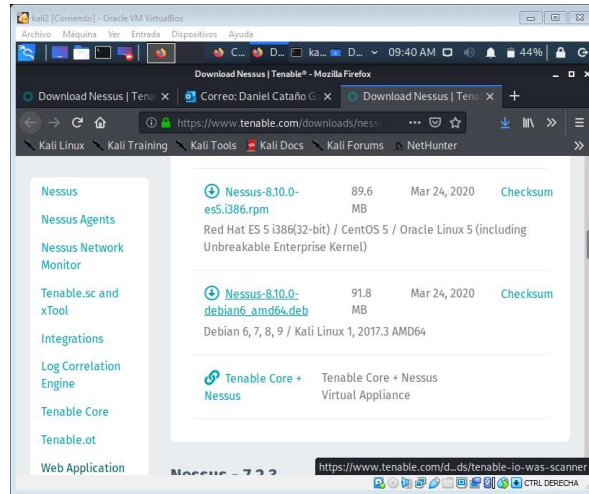 kali2 [Corriendo] - Oracle VM VirtualBox
Archivo Máquina Ver Entrada Dispositivos Ayuda
C... D... ka... D... 09:40 AM 44% G
Download Nessus | Tenable® - Mozilla Firefox
Download Nessus | Tena Correo: Daniel Cataño G Download Nessus | Tena
https://www.tenable.com/downloads/ness
Kali Linux Kali Training Kali Tools Kali Docs Kali Forums NetHunter
Nessus
Nessus Agents
Nessus Network
Monitor
Tenable.sc and
xTool
Integrations
Log Correlation
Engine
Tenable Core
Tenable.ot
Web Application
Nessus-8.10.0- 89.6 Mar 24, 2020 Checksum
es5.i386.rpm MB
Red Hat ES 5 i386(32-bit) / CentOS 5 / Oracle Linux 5 (including
Unbreakable Enterprise Kernel)
Nessus-8.10.0- 91.8 Mar 24, 2020 Checksum
debian6_amd64.deb MB
Debian 6, 7, 8, 9 / Kali Linux 1, 2017.3 AMD64
Tenable Core + Tenable Core + Nessus
Nessus Virtual Appliance
Nessus - 7.2.3
https://www.tenable.com/d...ds/tenable-io-was-scanner
CTRL DERECHA